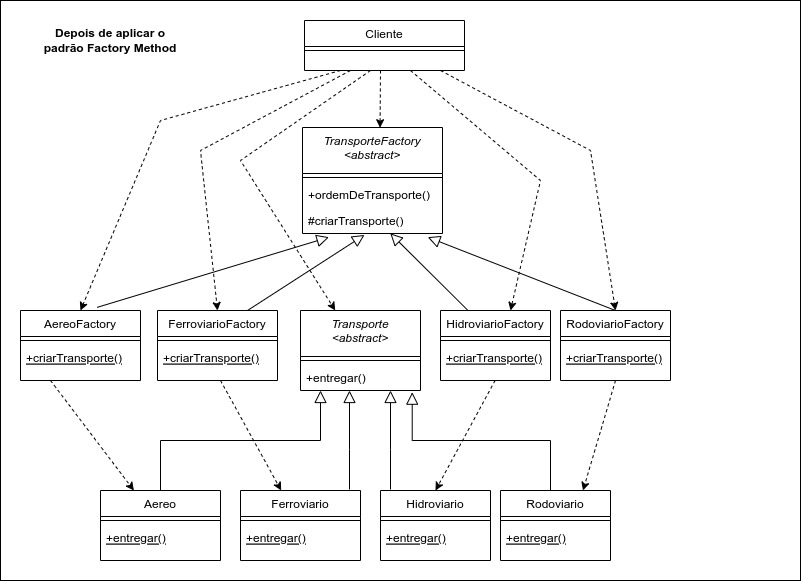 Depois de aplicar o
padrão Factory Method
Cliente
TransporteFactory
<abstract>
+ordemDeTransporte()
#criarTransporte()
AereoFactory
+criarTransporte()
FerroviarioFactory
+criarTransporte()
Transporte
<abstract>
+entregar()
HidroviarioFactory
+criarTransporte()
RodoviarioFactory
+criarTransporte()
Aereo
+entregar()
Ferroviario
+entregar()
Hidroviario
+entregar()
Rodoviario
+entregar()